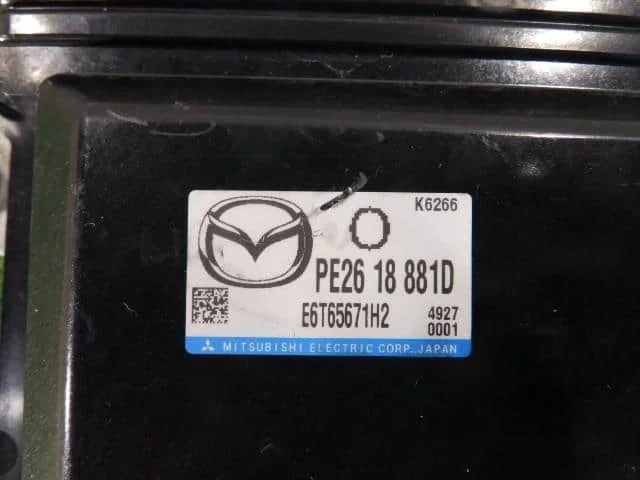 K6266
PE26 18 881D
E6T65671H2
4927
0001
MITSUBISHI ELECTRIC CORP., JAPAN